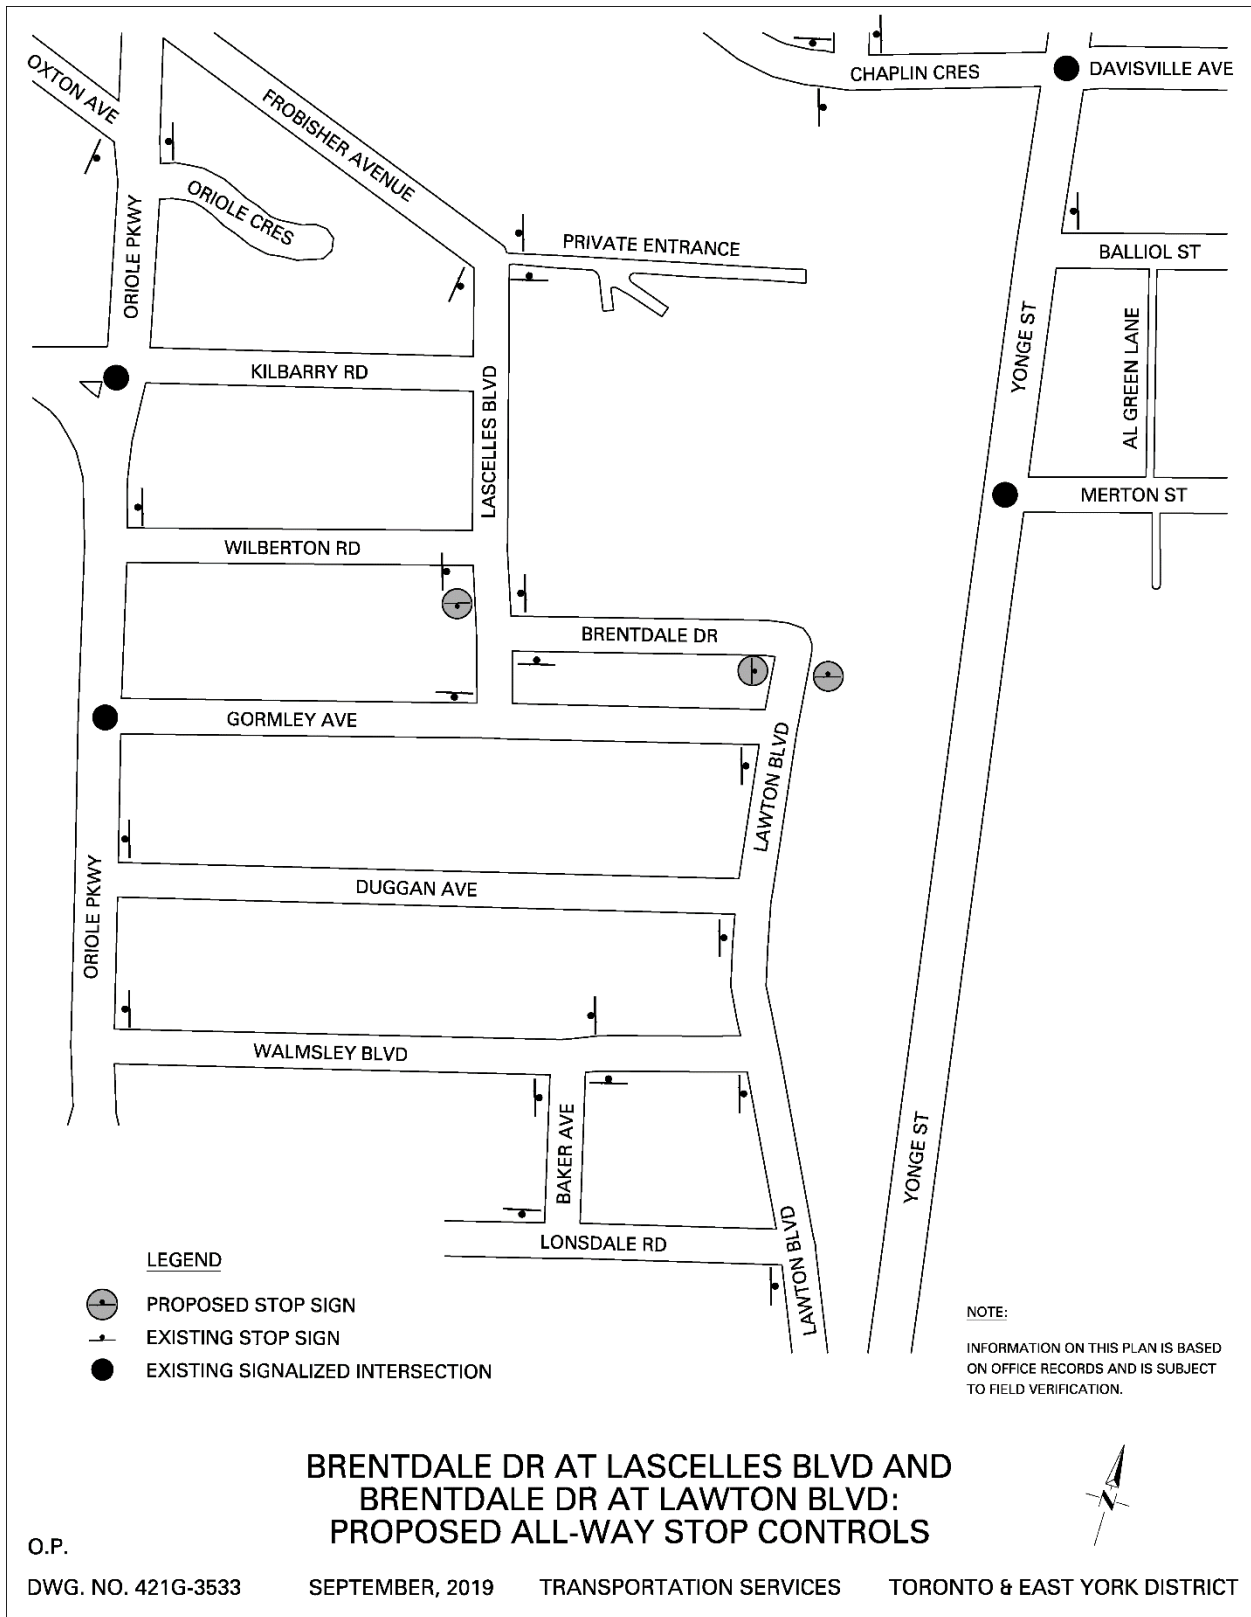 OXTON AVE
FROBISHER AVENUE
CHAPLIN CRES
DAVISVILLE AVE
ORIOLE PKWY
ORIOLE CRES
PRIVATE ENTRANCE
BALLIOL ST
YONGE ST
AL GREEN LANE
KILBARRY RD
LASCELLES BLVD
MERTON ST
WILBERTON RD
BRENTDALE DR
GORMLEY AVE
LAWTON BLVD
DUGGAN AVE
ORIOLE PKWY
WALMSLEY BLVD
BAKER AVE
YONGE ST
LONSDALE RD
LAWTON BLVD
LEGEND
PROPOSED STOP SIGN
EXISTING STOP SIGN
EXISTING SIGNALIZED INTERSECTION
NOTE:
INFORMATION ON THIS PLAN IS BASED
ON OFFICE RECORDS AND IS SUBJECT
TO FIELD VERIFICATION.
BRENTDALE DR AT LASCELLES BLVD AND
BRENTDALE DR AT LAWTON BLVD:
PROPOSED ALL-WAY STOP CONTROLS
N
O.P.
DWG. NO. 421G-3533 SEPTEMBER, 2019 TRANSPORTATION SERVICES TORONTO & EAST YORK DISTRICT